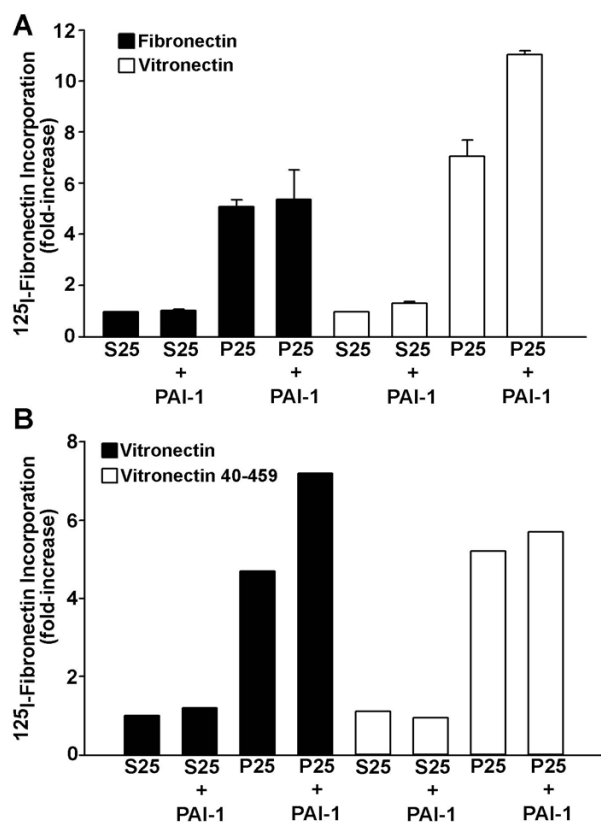 A
12
10
8
6
4
2
0
125I-Fibronectin Incorporation
(fold-increase)
Fibronectin
Vitronectin
S25 S25 P25 P25 S25 S25 P25 P25
+ + + +
PAI-1 PAI-1 PAI-1 PAI-1
B
8
6
4
2
0
125I-Fibronectin Incorporation
(fold-increase)
Vitronectin
Vitronectin 40-459
S25 S25 P25 P25 S25 S25 P25 P25
+ + + +
PAI-1 PAI-1 PAI-1 PAI-1